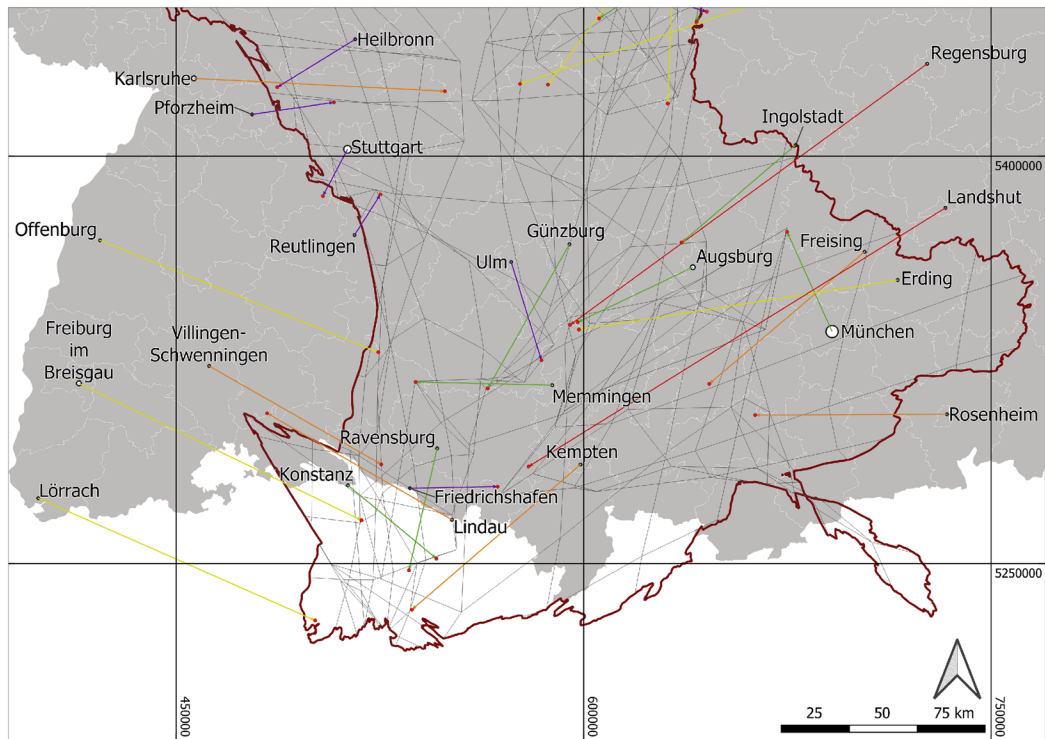 Heilbronn
Regensburg
Karlsruhe
Pforzheim
Ingolstadt
Stuttgart
5400000
Landshut
Offenburg
Reutlingen
Günzburg
Freising
Ulm
Augsburg
Erding
Freiburg
im
Breisgau
Villingen-
Schwenningen
München
Memmingen
Rosenheim
Ravensburg
Kempten
Konstanz
Friedrichshafen
Lörrach
Lindau
5250000
450000
600000
750000
25 50 75 km